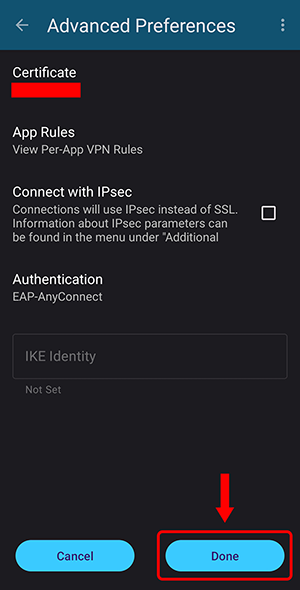 Advanced Preferences
Certificate
App Rules
View Per-App VPN Rules
Connect with IPsec
Connections will use IPsec instead of SSL.
Information about IPsec parameters can
be found in the menu under "Additional
Authentication
EAP-AnyConnect
IKE Identity
Not Set
Cancel
Done